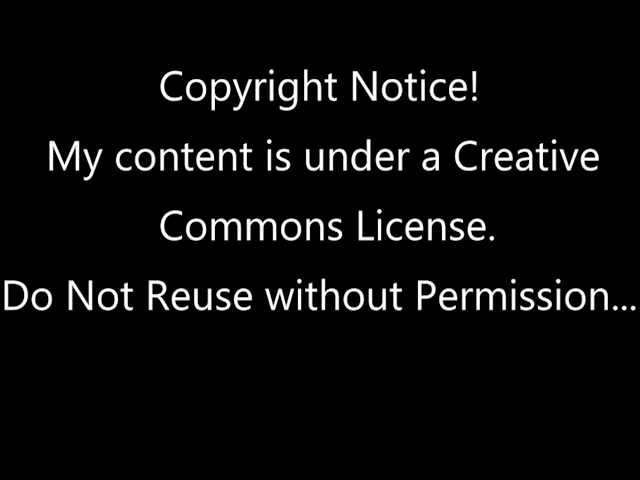 Copyright Notice!
My content is under a Creative
Commons License.
Do Not Reuse without Permission...